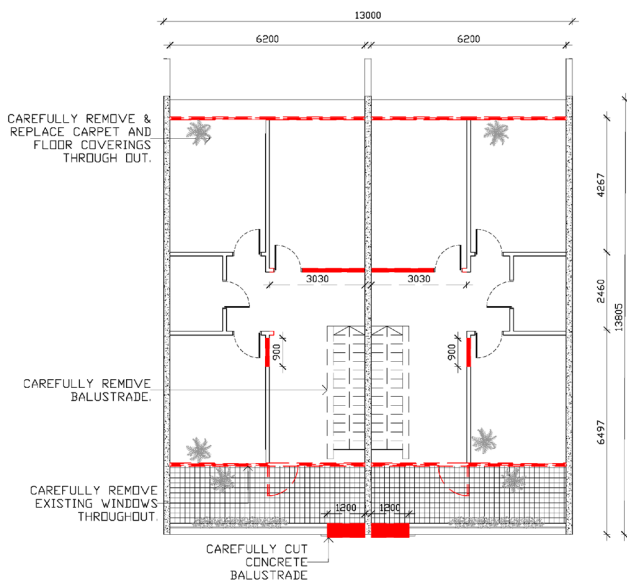 13000
6200 6200
CAREFULLY REMOVE &
REPLACE CARPET AND
FLOOR COVERINGS
THROUGH OUT.
4267
3030 3030
2460
13805
900 900
CAREFULLY REMOVE
BALUSTRADE.
6497
CAREFULLY REMOVE
EXISTING WINDOWS
THROUGHOUT.
1200 1200
CAREFULLY CUT
CONCRETE
BALUSTRADE